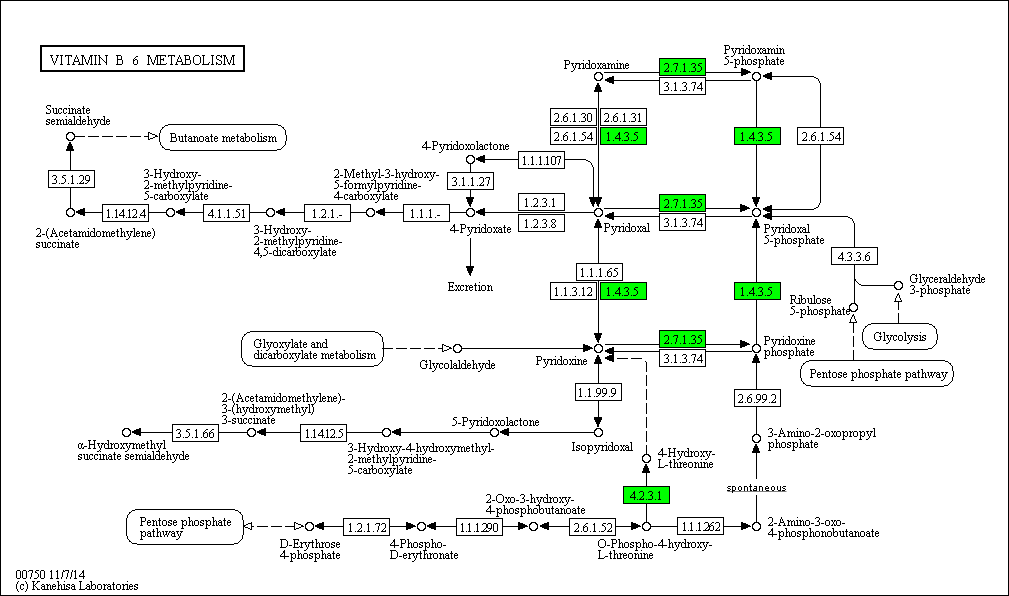 VITAMIN B 6 METABOLISM
Pyridoxamine
2.7.1.35
Pyridoxamin
5-phosphate
3.1.3.74
Succinate
semialdehyde
Butanoate metabolism
2.6.1.30
2.6.1.31
2.6.1.54
1.4.3.5
1.4.3.5
2.6.1.54
4-Pyridoxolactone
1.1.1.107
3.5.1.29
3-Hydroxy-
2-methylpyridine-
5-carboxylate
2-Methyl-3-hydroxy-
5-formylpyridine-
4-carboxylate
3.1.1.27
1.14.12.4
4.1.1.51
1.2.1.-
1.1.1.-
1.2.3.1
1.2.3.8
2.7.1.35
3.1.3.74
2-(Acetamidomethylene)
succinate
3-Hydroxy-
2-methylpyridine-
4,5-dicarboxylate
4-Pyridoxate
Pyridoxal
Pyridoxal
5-phosphate
4.3.3.6
Excretion
1.1.1.65
1.1.3.12
1.4.3.5
1.4.3.5
Glyceraldehyde
3-phosphate
Ribulose
5-phosphate
Glycolysis
Glyoxylate and
dicarboxylate metabolism
Glycolaldehyde
Pyridoxine
2.7.1.35
3.1.3.74
Pyridoxine
phosphate
Pentose phosphate pathway
1.1.99.9
2.6.99.2
2-(Acetamidomethylene)-
3-(hydroxymethyl)
3-succinate
5-Pyridoxolactone
3.5.1.66
1.14.12.5
α-Hydroxymethyl
succinate semialdehyde
3-Hydroxy-4-hydroxymethyl-
2-methylpyridine-
5-carboxylate
Isopyridoxal
3-Amino-2-oxopropyl
phosphate
4-Hydroxy-
L-threonine
spontaneous
4.2.3.1
2-Oxo-3-hydroxy-
4-phosphobutanoate
Pentose phosphate
pathway
1.2.1.72
1.1.1.290
2.6.1.52
1.1.1.262
D-Erythrose
4-phosphate
4-Phospho-
D-erythronate
O-Phospho-4-hydroxy-
L-threonine
2-Amino-3-oxo-
4-phosphonobutanoate
00750 11/7/14
(c) Kanehisa Laboratories